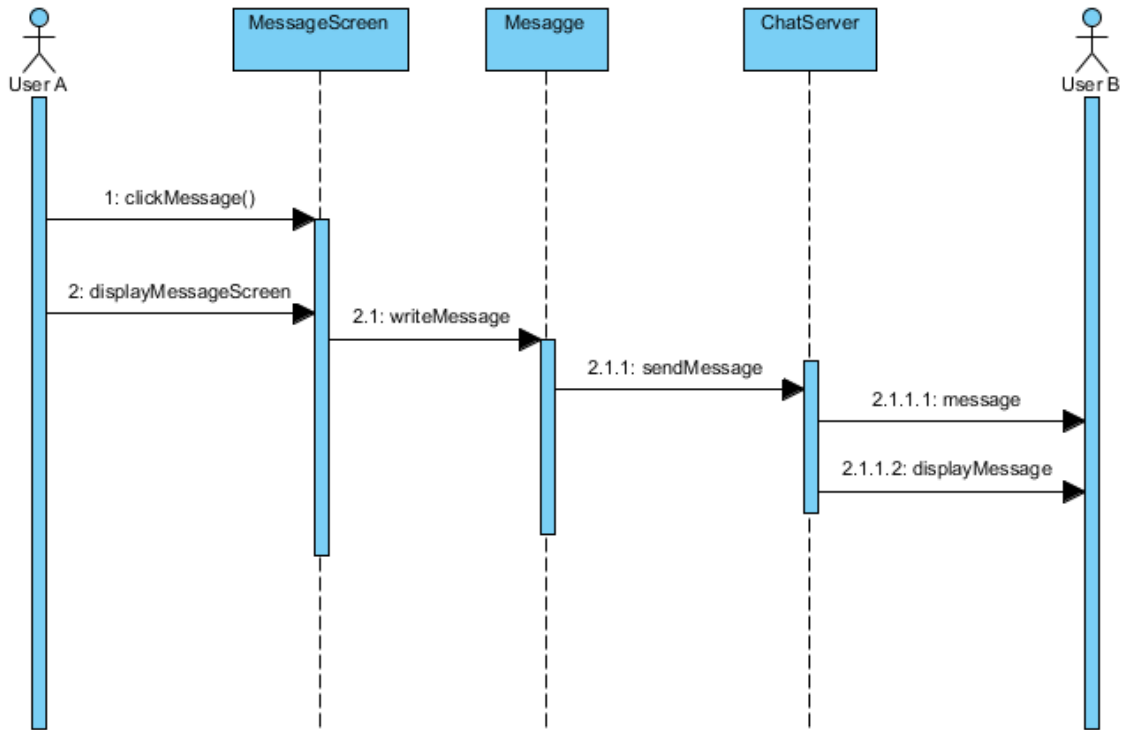 MessageScreen
Mesagge
ChatServer
User A
User B
1: clickMessage()
2: displayMessageScreen
2.1: writeMessage
2.1.1: sendMessage
2.1.1.1: message
2.1.1.2: displayMessage